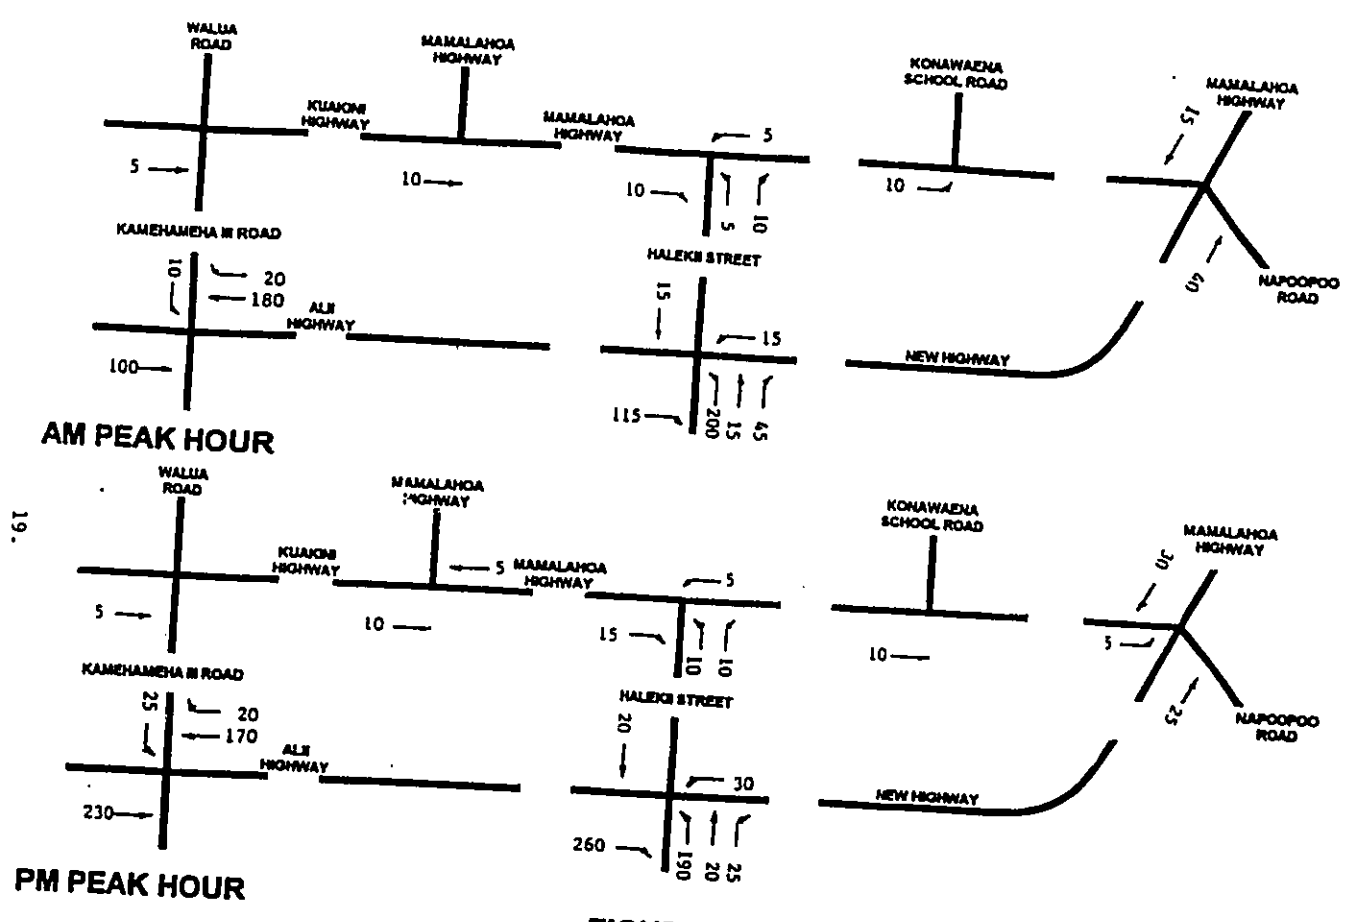 WALUA
ROAD
MAMALAHOA
HIGHWAY
KONAWAENA
SCHOOL ROAD
MAMALAHOA
HIGHWAY
KUAKINI
HIGHWAY
MAMALAHOA
HIGHWAY
5
15
5
10
10
5
10
10
KAMEHAMEHA III ROAD
HALEKII STREET
NAPOOPOO
ROAD
10
20
180
ALII
HIGHWAY
15
15
40
NEW HIGHWAY
100
115
200
15
45
AM PEAK HOUR
WALUA
ROAD
MAMALAHOA
HIGHWAY
KONAWAENA
SCHOOL ROAD
MAMALAHOA
HIGHWAY
19.
KUAKINI
HIGHWAY
5
MAMALAHOA
HIGHWAY
5
30
5
10
15
10
10
10
5
KAMEHAMEHA III ROAD
HALEKII STREET
NAPOOPOO
ROAD
25
20
170
ALII
HIGHWAY
20
30
25
NEW HIGHWAY
230
260
190
20
25
PM PEAK HOUR